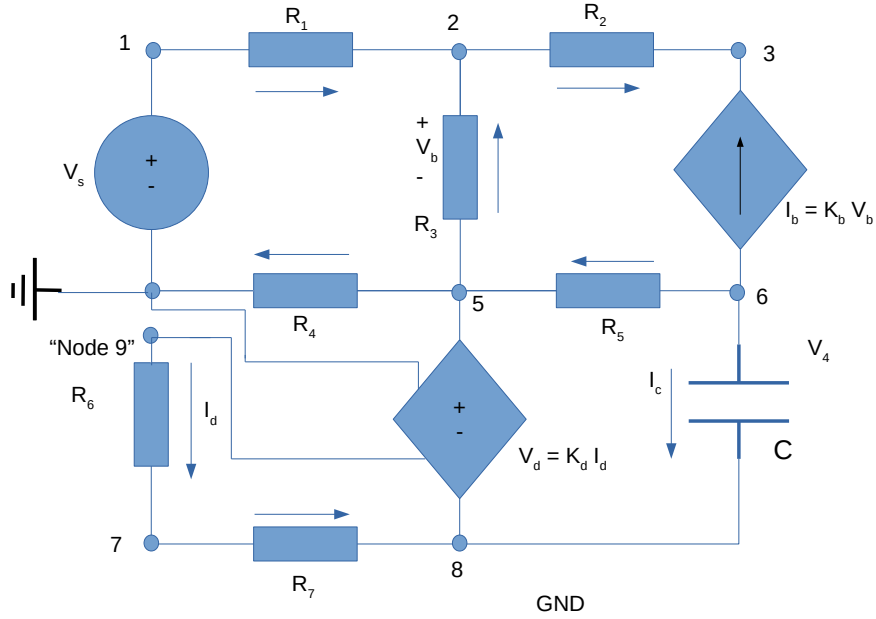 1
R1
2
R2
3
Vs
+
-
+
Vb
-
R3
Ib = Kb Vb
R4
5
R5
6
“Node 9”
R6
Id
+
-
Vd = Kd Id
Ic
V4
C
7
R7
8
GND